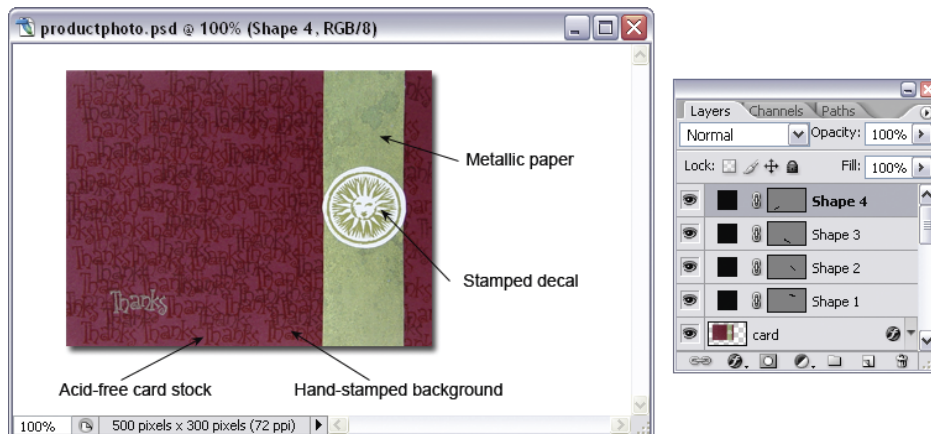 productphoto.psd @ 100% (Shape 4, RGB/8)
Metallic paper
Stamped decal
Thanks
Acid-free card stock
Hand-stamped background
100%
500 pixels x 300 pixels (72 ppi)
Layers
Channels
Paths
Normal
Opacity: 100%
Lock:
Fill: 100%
Shape 4
Shape 3
Shape 2
Shape 1
card